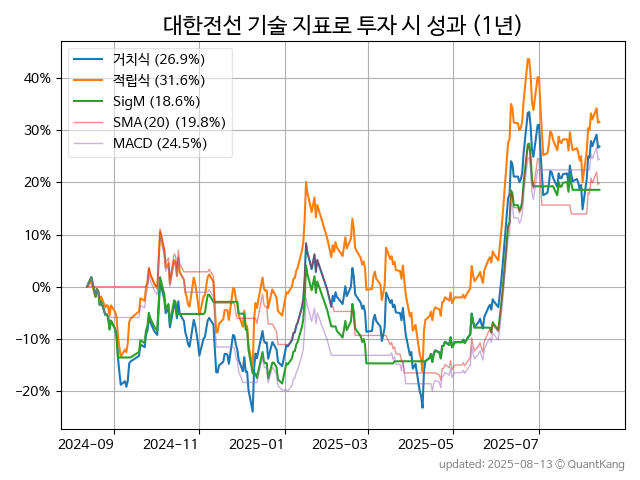 대한전선 기술 지표로 투자 시 성과 (1년)
거치식 (26.9%)
적립식 (31.6%)
SigM (18.6%)
SMA(20) (19.8%)
MACD (24.5%)
40%
30%
20%
10%
0%
−10%
−20%
2024-09
2024-11
2025-01
2025-03
2025-05
2025-07
updated: 2025-08-13 © QuantKang